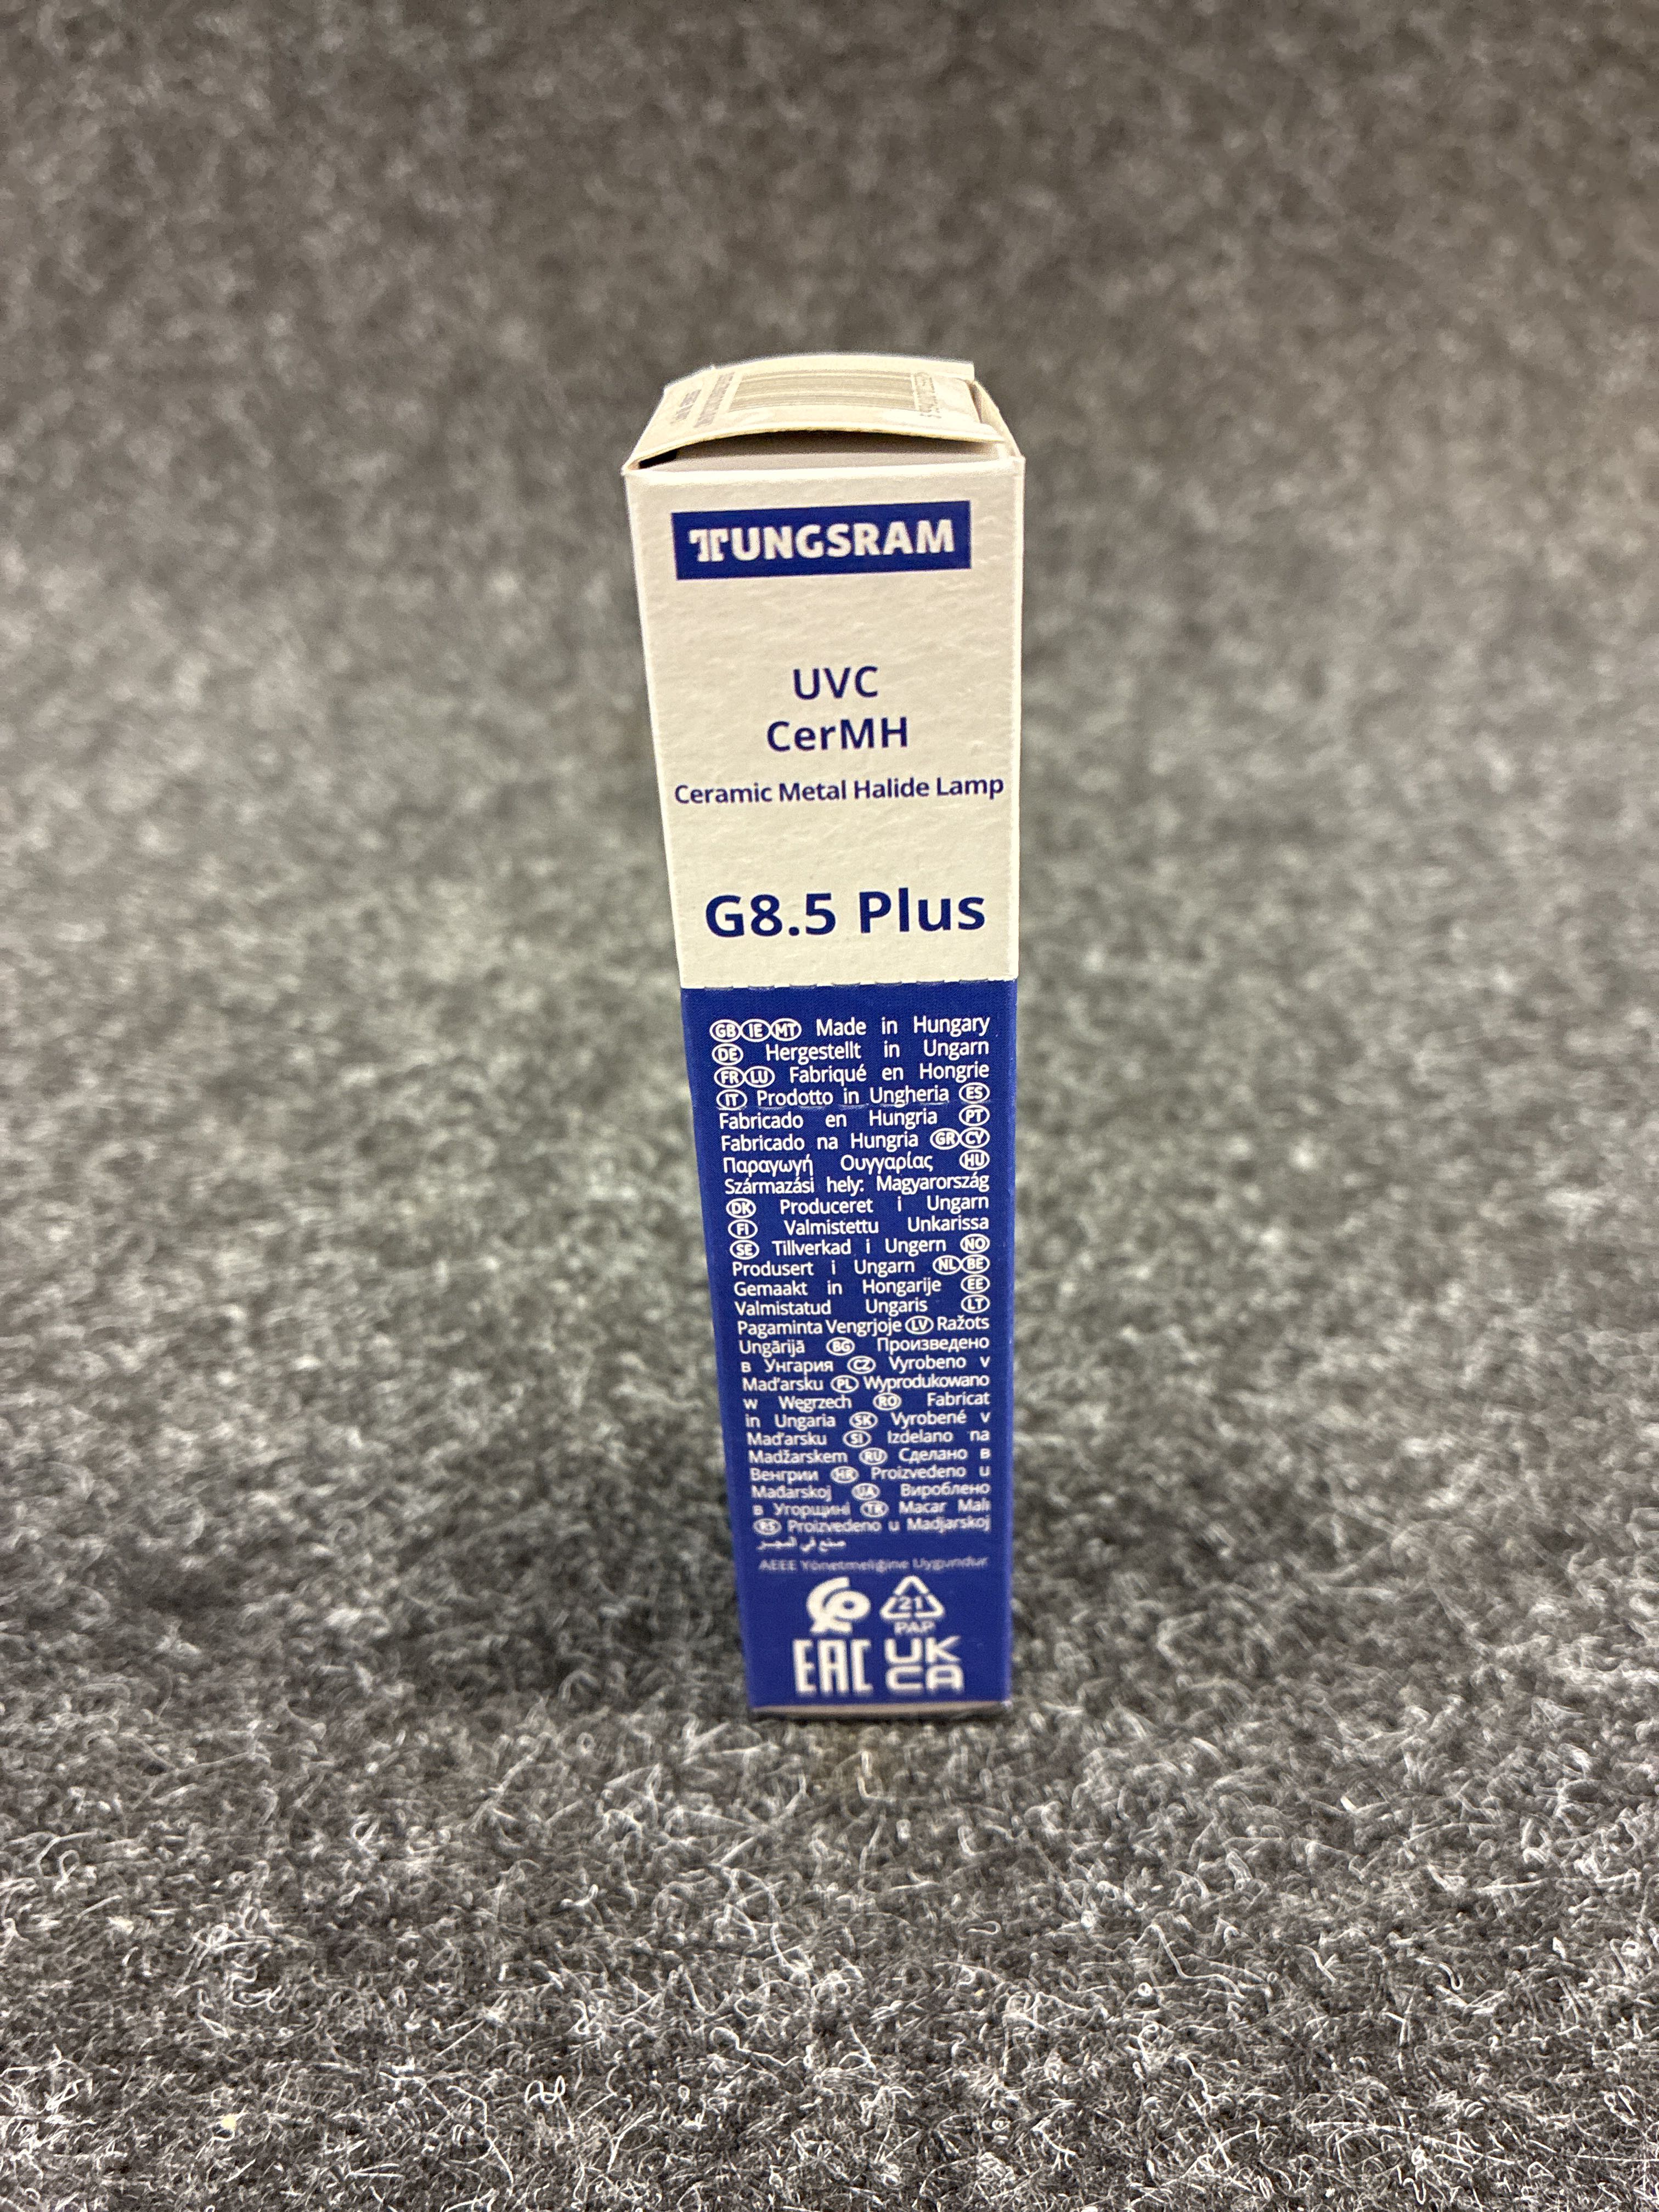 TUNGSRAM
UVC
CerMH
Ceramic Metal Halide Lamp
G8.5 Plus
GB IE MT Made in Hungary
DE Hergestellt in Ungarn
FR LU Fabriqué en Hongrie
IT Prodotto in Ungheria ES
Fabricado en Hungria PT
Fabricado na Hungria GR CY
Παραγωγή Ουγγαρίας HU
Származási hely: Magyarország
DK Produceret i Ungarn
FI Valmistettu Unkarissa
SE Tillverkad i Ungern NO
Produsert i Ungarn NL BE
Gemaakt in Hongarije EE
Valmistatud Ungaris LT
Pagaminta Vengrjoje LV Ražots
Ungārijā BG Произведено
в Унгария CZ Vyrobeno v
Maďarsku PL Wyprodukowano
w Węgrzech RO Fabricat
in Ungaria SK Vyrobené v
Maďarsku SI Izdelano na
Madžarskem RU Сделано в
Венгрии HR Proizvedeno u
Mađarskoj UA Вироблено
в Угорщині TR Macar Malı
RS Proizvedeno u Madjarskoj
صنع في المجر
AEEE Yönetmeliğine Uygundur
21
PAP
EAC UK
CA